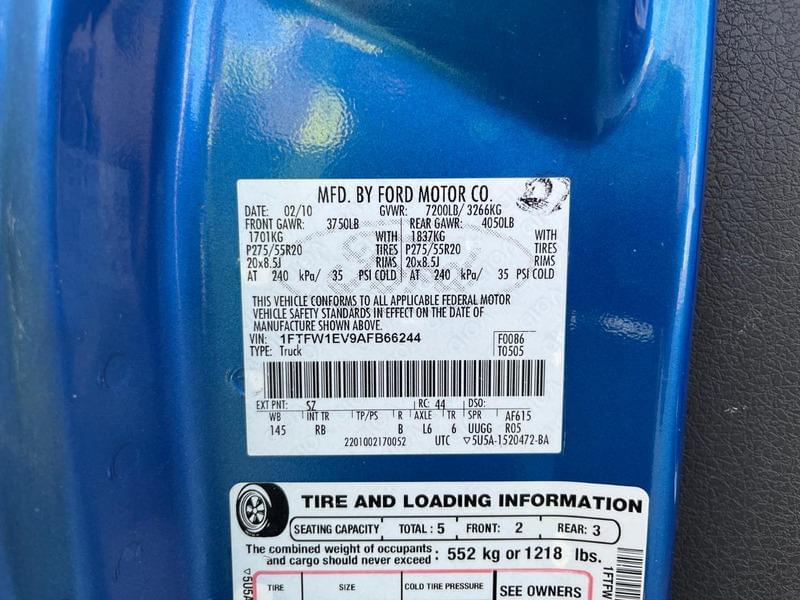 MFD. BY FORD MOTOR CO.
DATE: 02/10 GVWR: 7200LB/ 3266KG
FRONT GAWR: 3750LB REAR GAWR: 4050LB
1701KG WITH 1837KG WITH
P275/55R20 TIRES P275/55R20 TIRES
20x8.5J RIMS 20x8.5J RIMS
AT 240 kPa/ 35 PSI COLD AT 240 kPa/ 35 PSI COLD
THIS VEHICLE CONFORMS TO ALL APPLICABLE FEDERAL MOTOR
VEHICLE SAFETY STANDARDS IN EFFECT ON THE DATE OF
MANUFACTURE SHOWN ABOVE.
VIN: 1FTFW1EV9AFB66244 F0086
TYPE: Truck T0505
EXT PNT: SZ RC: 44 DSO:
WB INT TR TP/PS R AXLE TR SPR AF615
145 RB B L6 6 UUGG R05
2201002170052 UTC ▽5U5A-1520472-BA
TIRE AND LOADING INFORMATION
SEATING CAPACITY TOTAL: 5 FRONT: 2 REAR: 3
The combined weight of occupants and cargo should never exceed : 552 kg or 1218 lbs.
TIRE SIZE COLD TIRE PRESSURE SEE OWNERS
▽5U5A
1FTFW